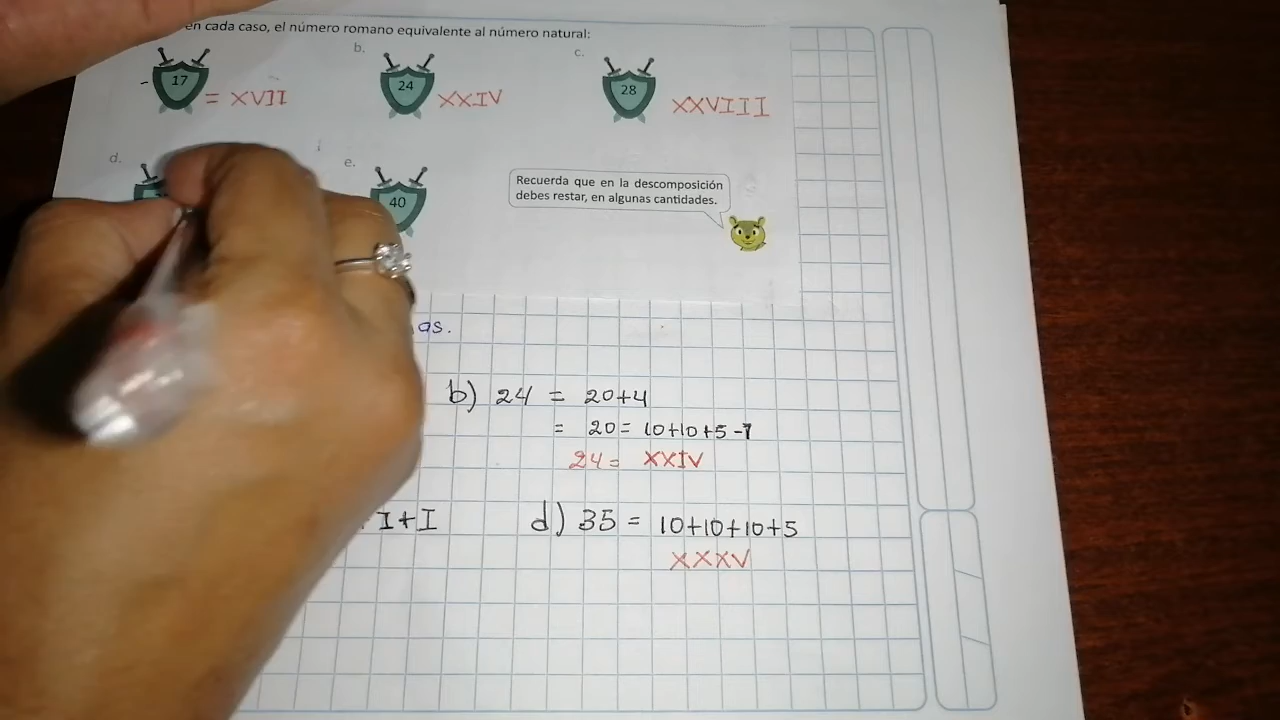 en cada caso, el número romano equivalente al número natural:
17 = XVII
b. 24 XXIV
c. 28 XXVIII
d.
e. 40
Recuerda que en la descomposición
debes restar, en algunas cantidades.
as.
b) 24 = 20+4
= 20 = 10+10+5-1
24 = XXIV
I+I
d) 35 = 10+10+10+5
XXXV